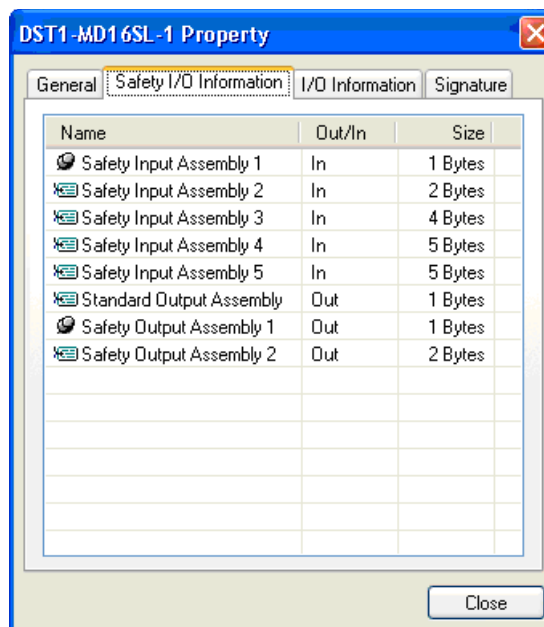 DST1-MD16SL-1 Property
General Safety I/O Information I/O Information Signature
Name Out/In Size
Safety Input Assembly 1 In 1 Bytes
Safety Input Assembly 2 In 2 Bytes
Safety Input Assembly 3 In 4 Bytes
Safety Input Assembly 4 In 5 Bytes
Safety Input Assembly 5 In 5 Bytes
Standard Output Assembly Out 1 Bytes
Safety Output Assembly 1 Out 1 Bytes
Safety Output Assembly 2 Out 2 Bytes
Close